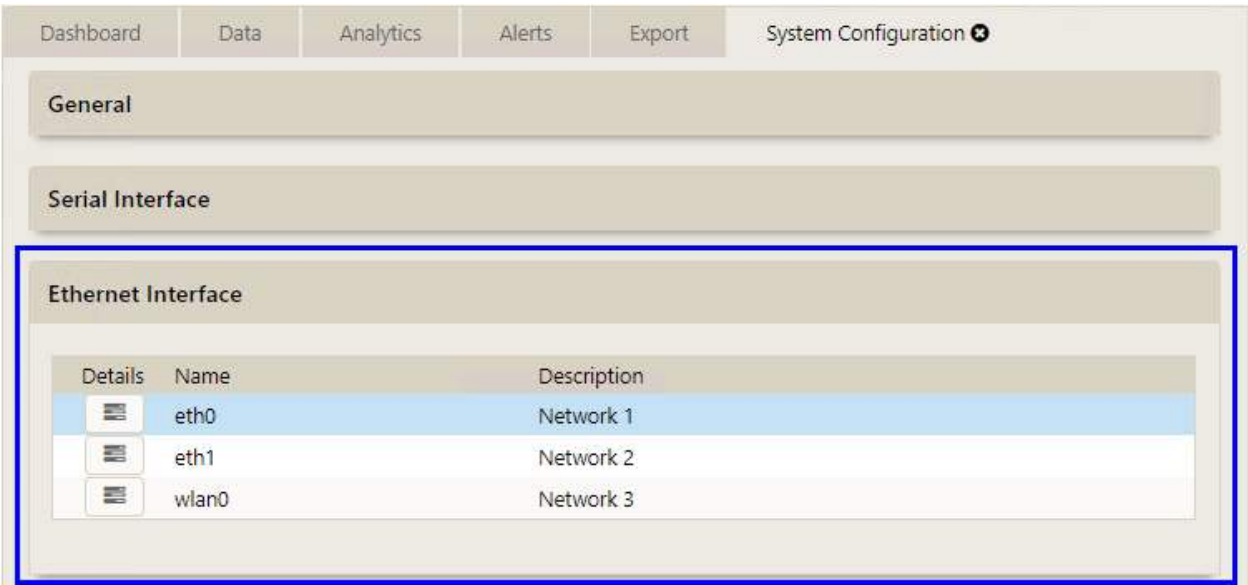 Dashboard Data Analytics Alerts Export System Configuration
General
Serial Interface
Ethernet Interface
Details Name Description
eth0 Network 1
eth1 Network 2
wlan0 Network 3